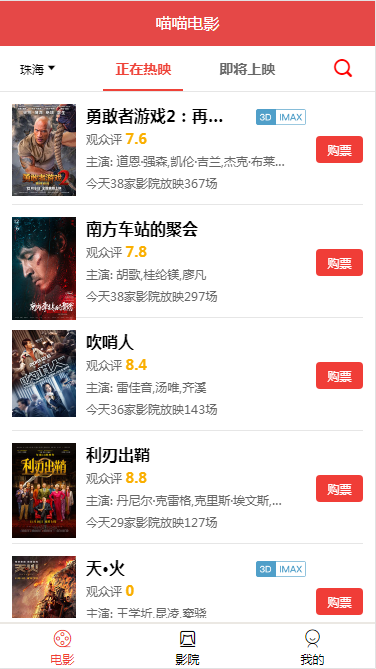 喵喵电影
珠海
正在热映
即将上映
勇敢者游戏2：再...
3D IMAX
观众评 7.6
主演: 道恩·强森,凯伦·吉兰,杰克·布莱...
今天38家影院放映367场
购票
南方车站的聚会
观众评 7.8
主演: 胡歌,桂纶镁,廖凡
今天38家影院放映297场
购票
吹哨人
观众评 8.4
主演: 雷佳音,汤唯,齐溪
今天36家影院放映143场
购票
利刃出鞘
利刃出鞘
观众评 8.8
主演: 丹尼尔·克雷格,克里斯·埃文斯,...
今天29家影院放映127场
购票
天·火
3D IMAX
观众评 0
主演: 王学圻,昆凌,窦骁
购票
电影
影院
我的